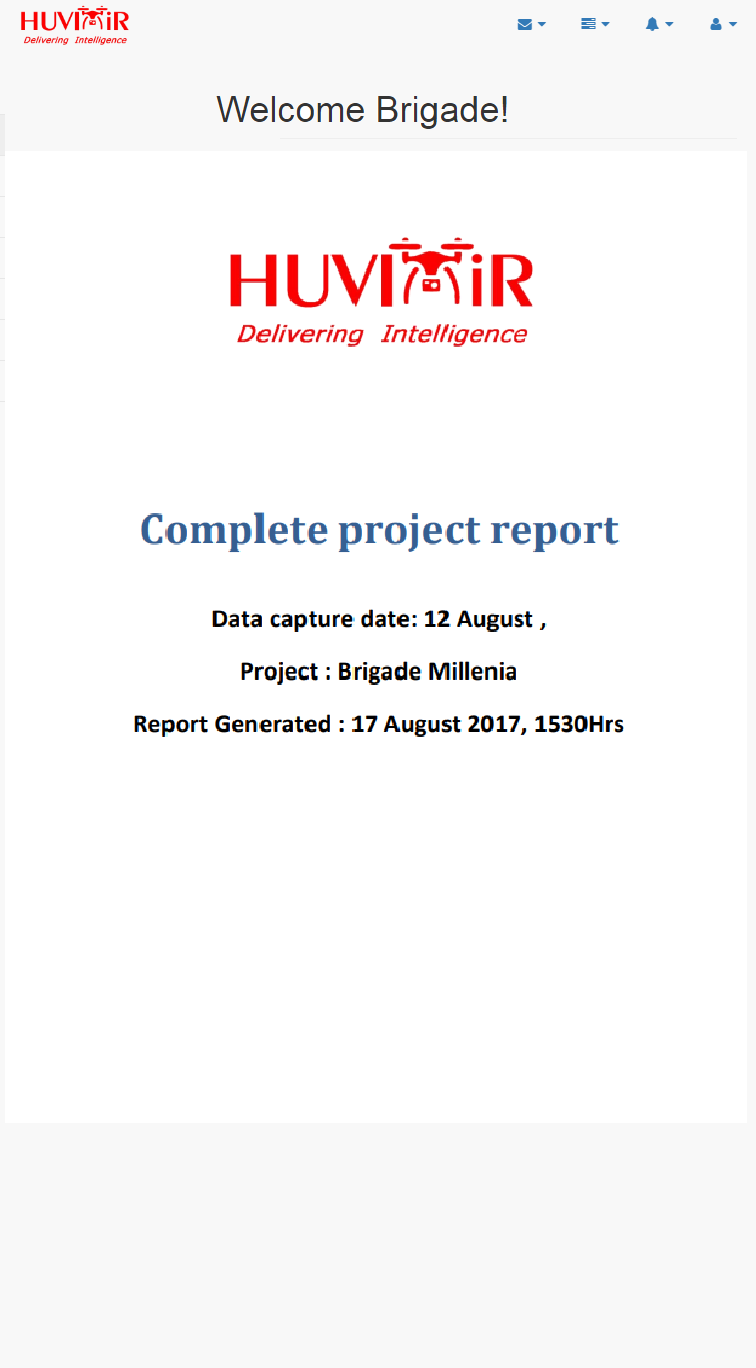 HUVIAiR
Delivering Intelligence
Welcome Brigade!
HUVIAiR
Delivering Intelligence
Complete project report
Data capture date: 12 August ,
Project : Brigade Millenia
Report Generated : 17 August 2017, 1530Hrs